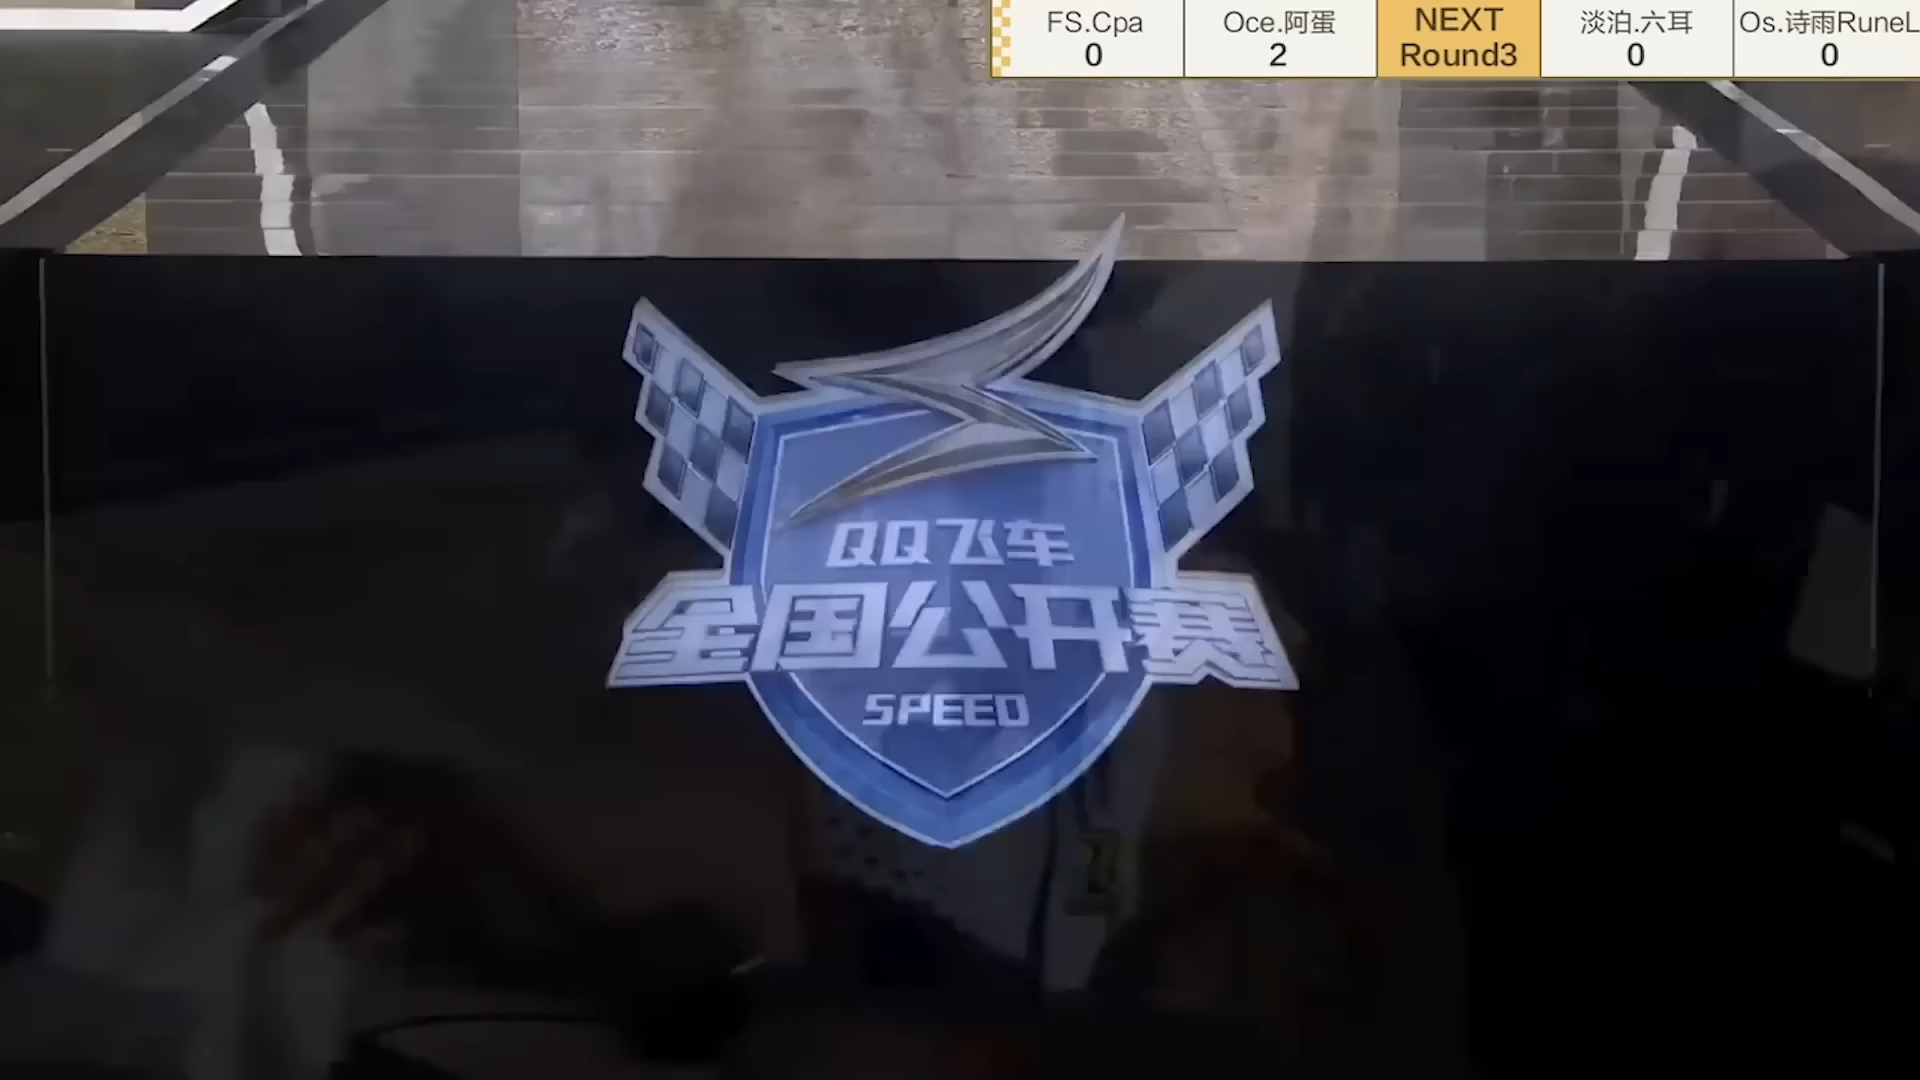 FS.Cpa
0
Oce.阿蛋
2
NEXT
Round3
淡泊.六耳
0
Os.诗雨RuneL
0
QQ飞车
全国公开赛
SPEED